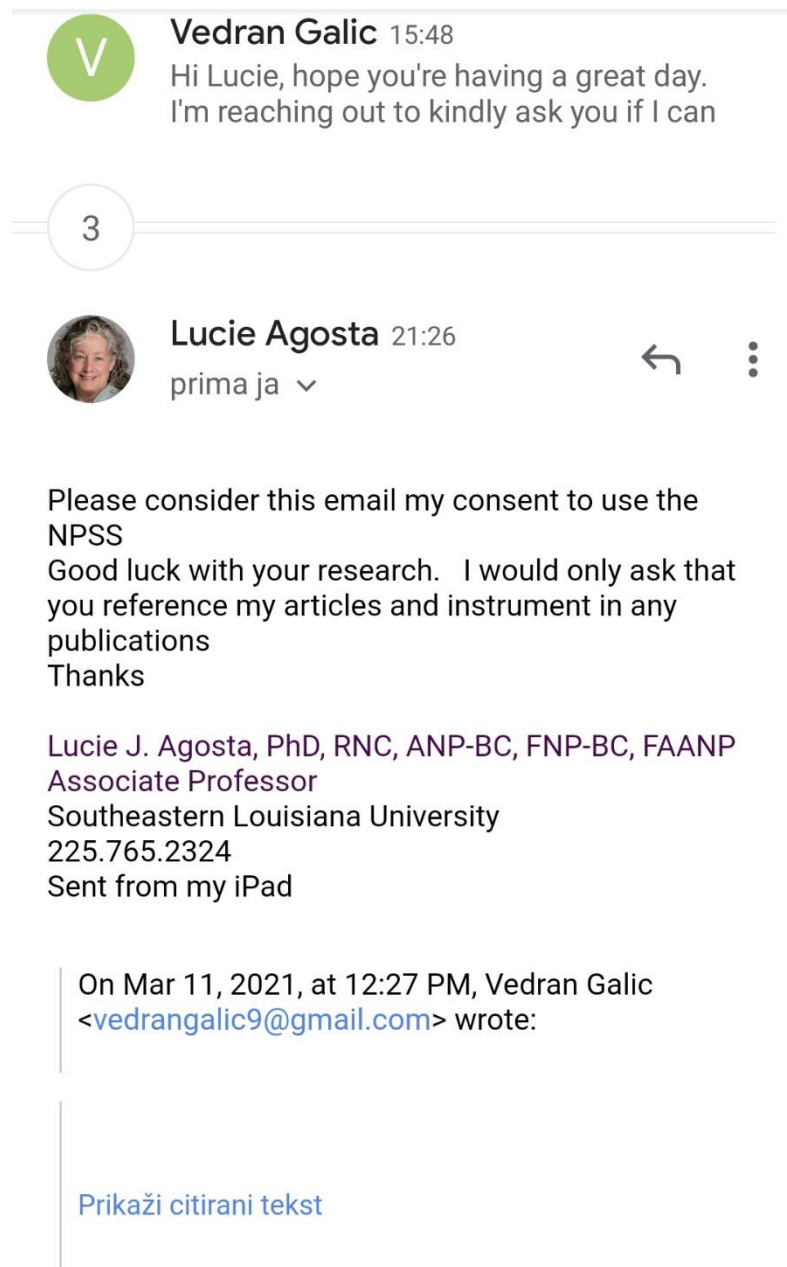 V
Vedran Galic 15:48
Hi Lucie, hope you're having a great day.
I'm reaching out to kindly ask you if I can
3
Lucie Agosta 21:26
prima ja
Please consider this email my consent to use the
NPSS
Good luck with your research.   I would only ask that
you reference my articles and instrument in any
publications
Thanks
Lucie J. Agosta, PhD, RNC, ANP-BC, FNP-BC, FAANP
Associate Professor
Southeastern Louisiana University
225.765.2324
Sent from my iPad
On Mar 11, 2021, at 12:27 PM, Vedran Galic
<vedrangalic9@gmail.com> wrote:
Prikaži citirani tekst